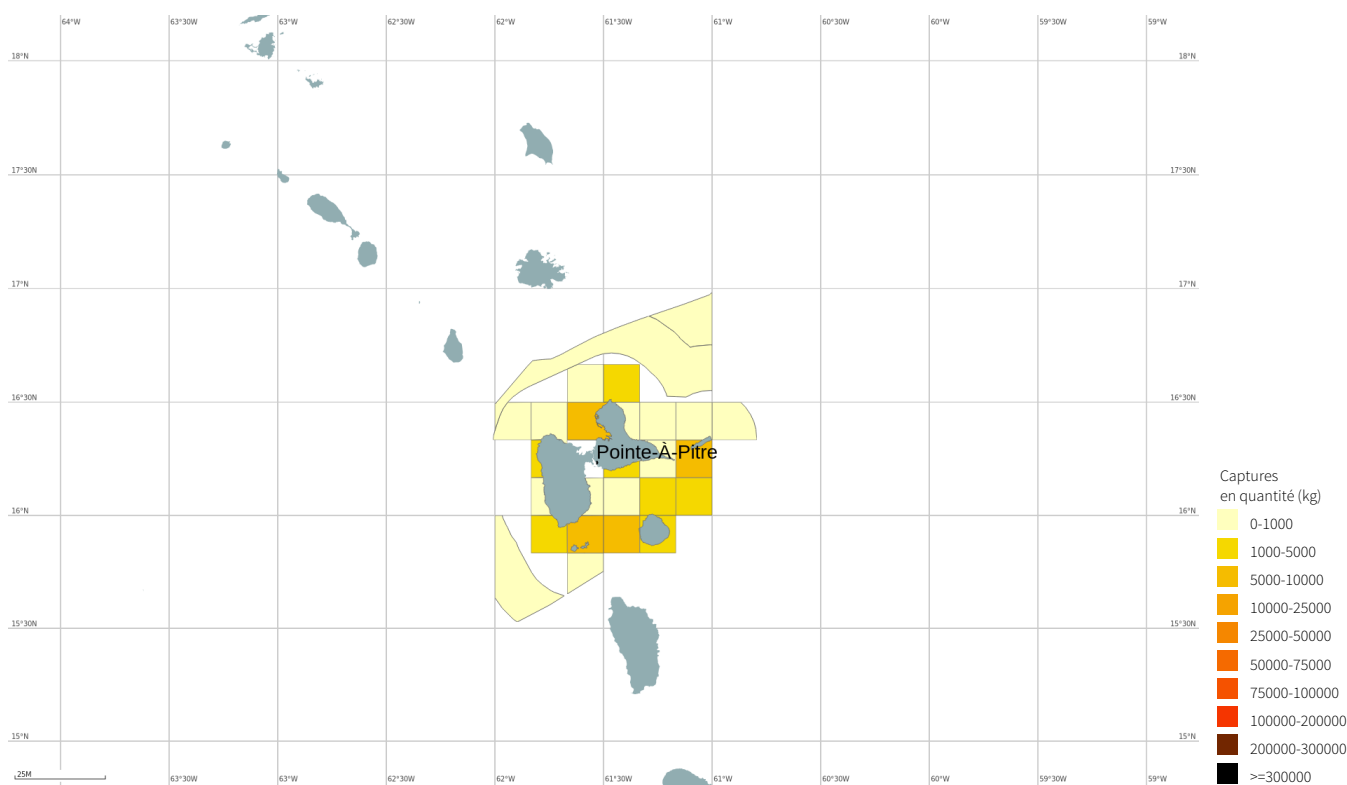 64°W 63°30W 63°W 62°30W 62°W 61°30W 61°W 60°30W 60°W 59°30W 59°W
18°N 18°N
17°30N 17°30N
17°N 17°N
16°30N 16°30N
Pointe-À-Pitre
16°N 16°N
15°30N 15°30N
15°N 15°N
25M
63°30W 63°W 62°30W 62°W 61°30W 61°W 60°30W 60°W 59°30W 59°W
Captures
en quantité (kg)
0-1000
1000-5000
5000-10000
10000-25000
25000-50000
50000-75000
75000-100000
100000-200000
200000-300000
>=300000